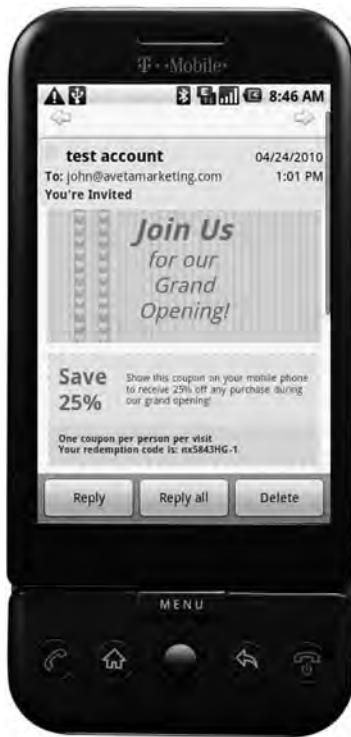 T··Mobile·
8:46 AM
test account 04/24/2010
To: john@avetamarketing.com 1:01 PM
You're Invited
Join Us
for our
Grand
Opening!
Save
25%
Show this coupon on your mobile phone
to receive 25% off any purchase during
our grand opening!
One coupon per person per visit
Your redemption code is: nx5843HG-1
Reply Reply all Delete
MENU